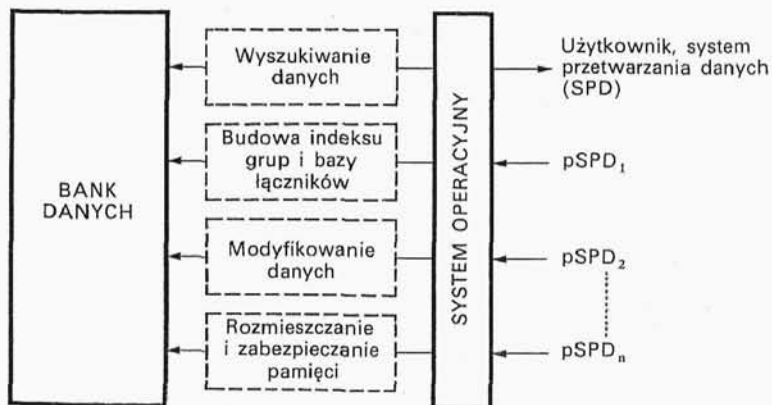 BANK
DANYCH
Wyszukiwanie
danych
Budowa indeksu
grup i bazy
łączników
Modyfikowanie
danych
Rozmieszczanie
i zabezpieczanie
pamięci
SYSTEM OPERACYJNY
Użytkownik, system
przetwarzania danych
(SPD)
pSPD₁
pSPD₂
pSPDₙ